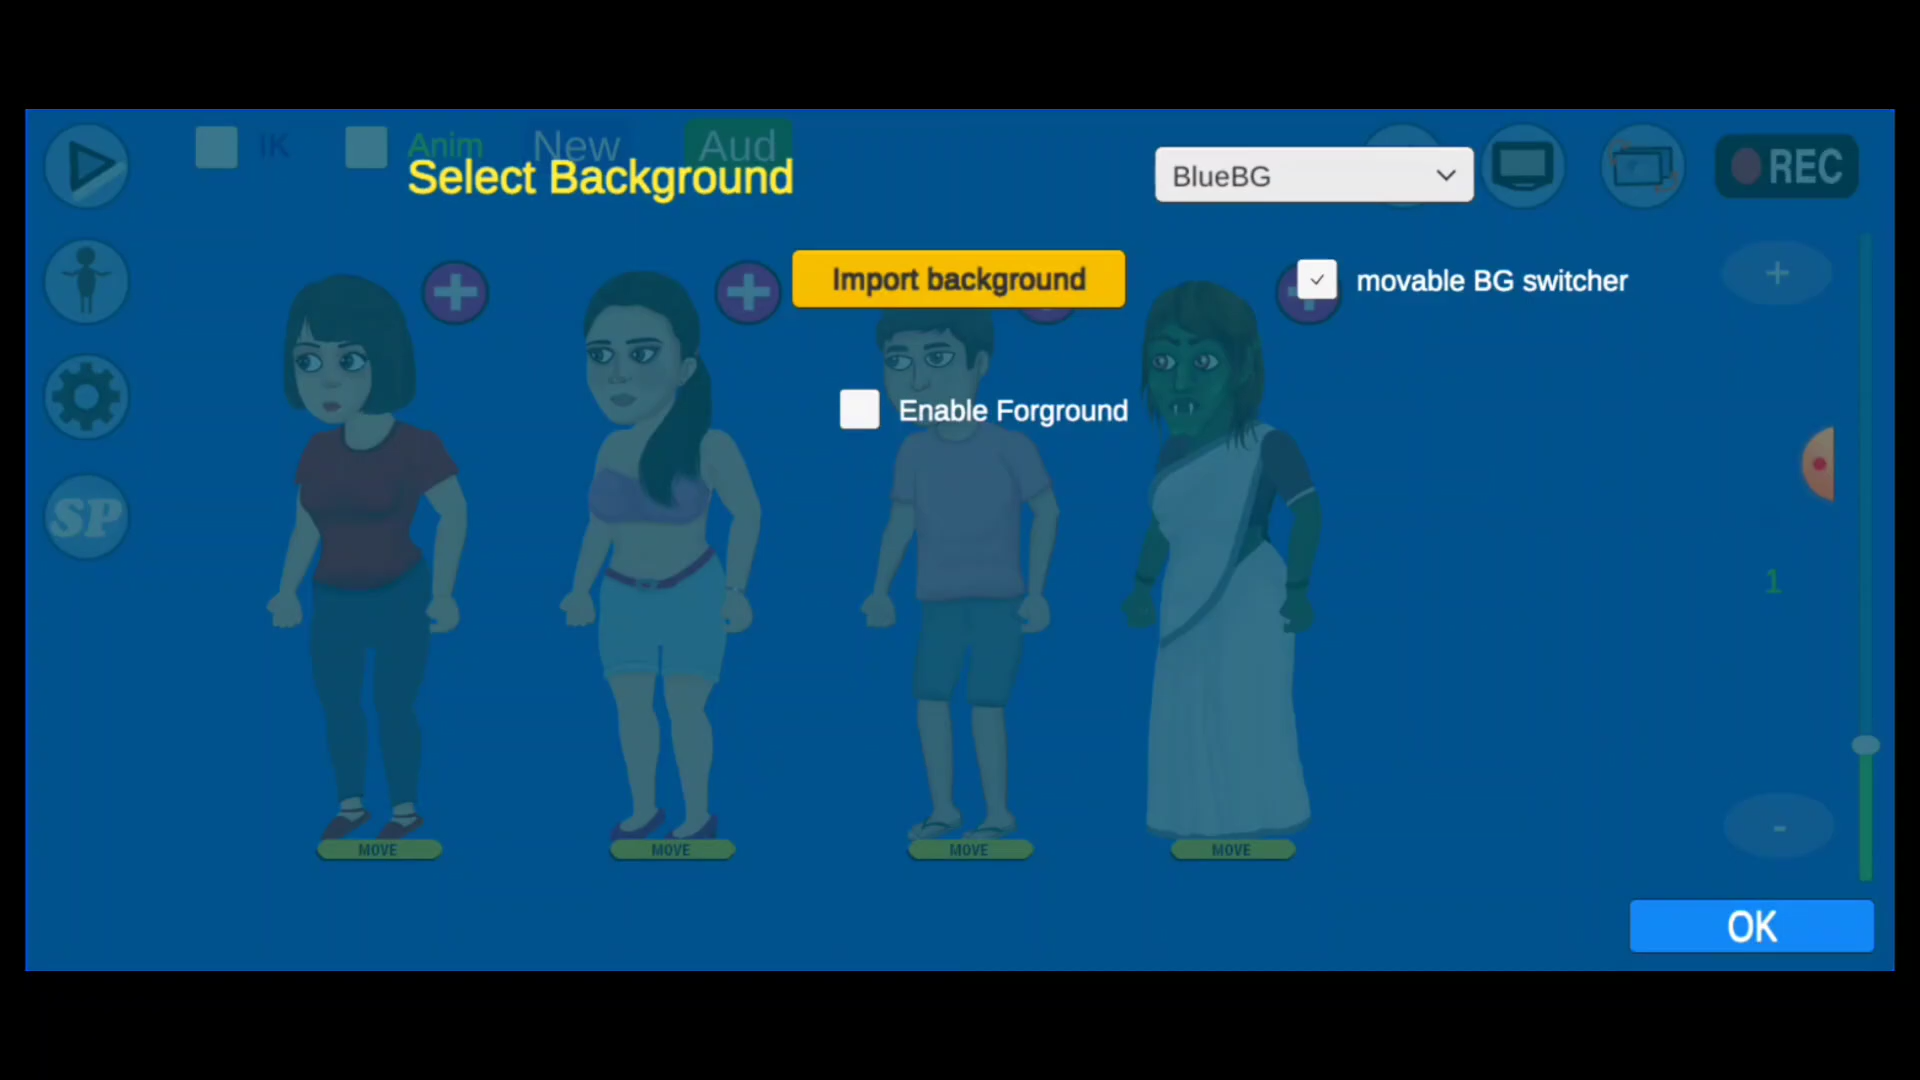 IK
Anim
New
Aud
Select Background
BlueBG
REC
Import background
movable BG switcher
+
Enable Forground
SP
1
MOVE
MOVE
MOVE
MOVE
-
OK